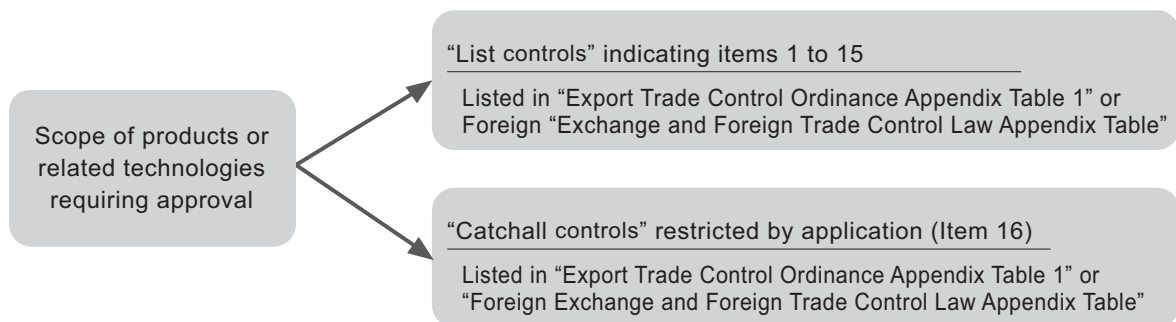 Scope of products or
related technologies
requiring approval
“List controls” indicating items 1 to 15
Listed in “Export Trade Control Ordinance Appendix Table 1” or
Foreign “Exchange and Foreign Trade Control Law Appendix Table”
“Catchall controls” restricted by application (Item 16)
Listed in “Export Trade Control Ordinance Appendix Table 1” or
“Foreign Exchange and Foreign Trade Control Law Appendix Table”